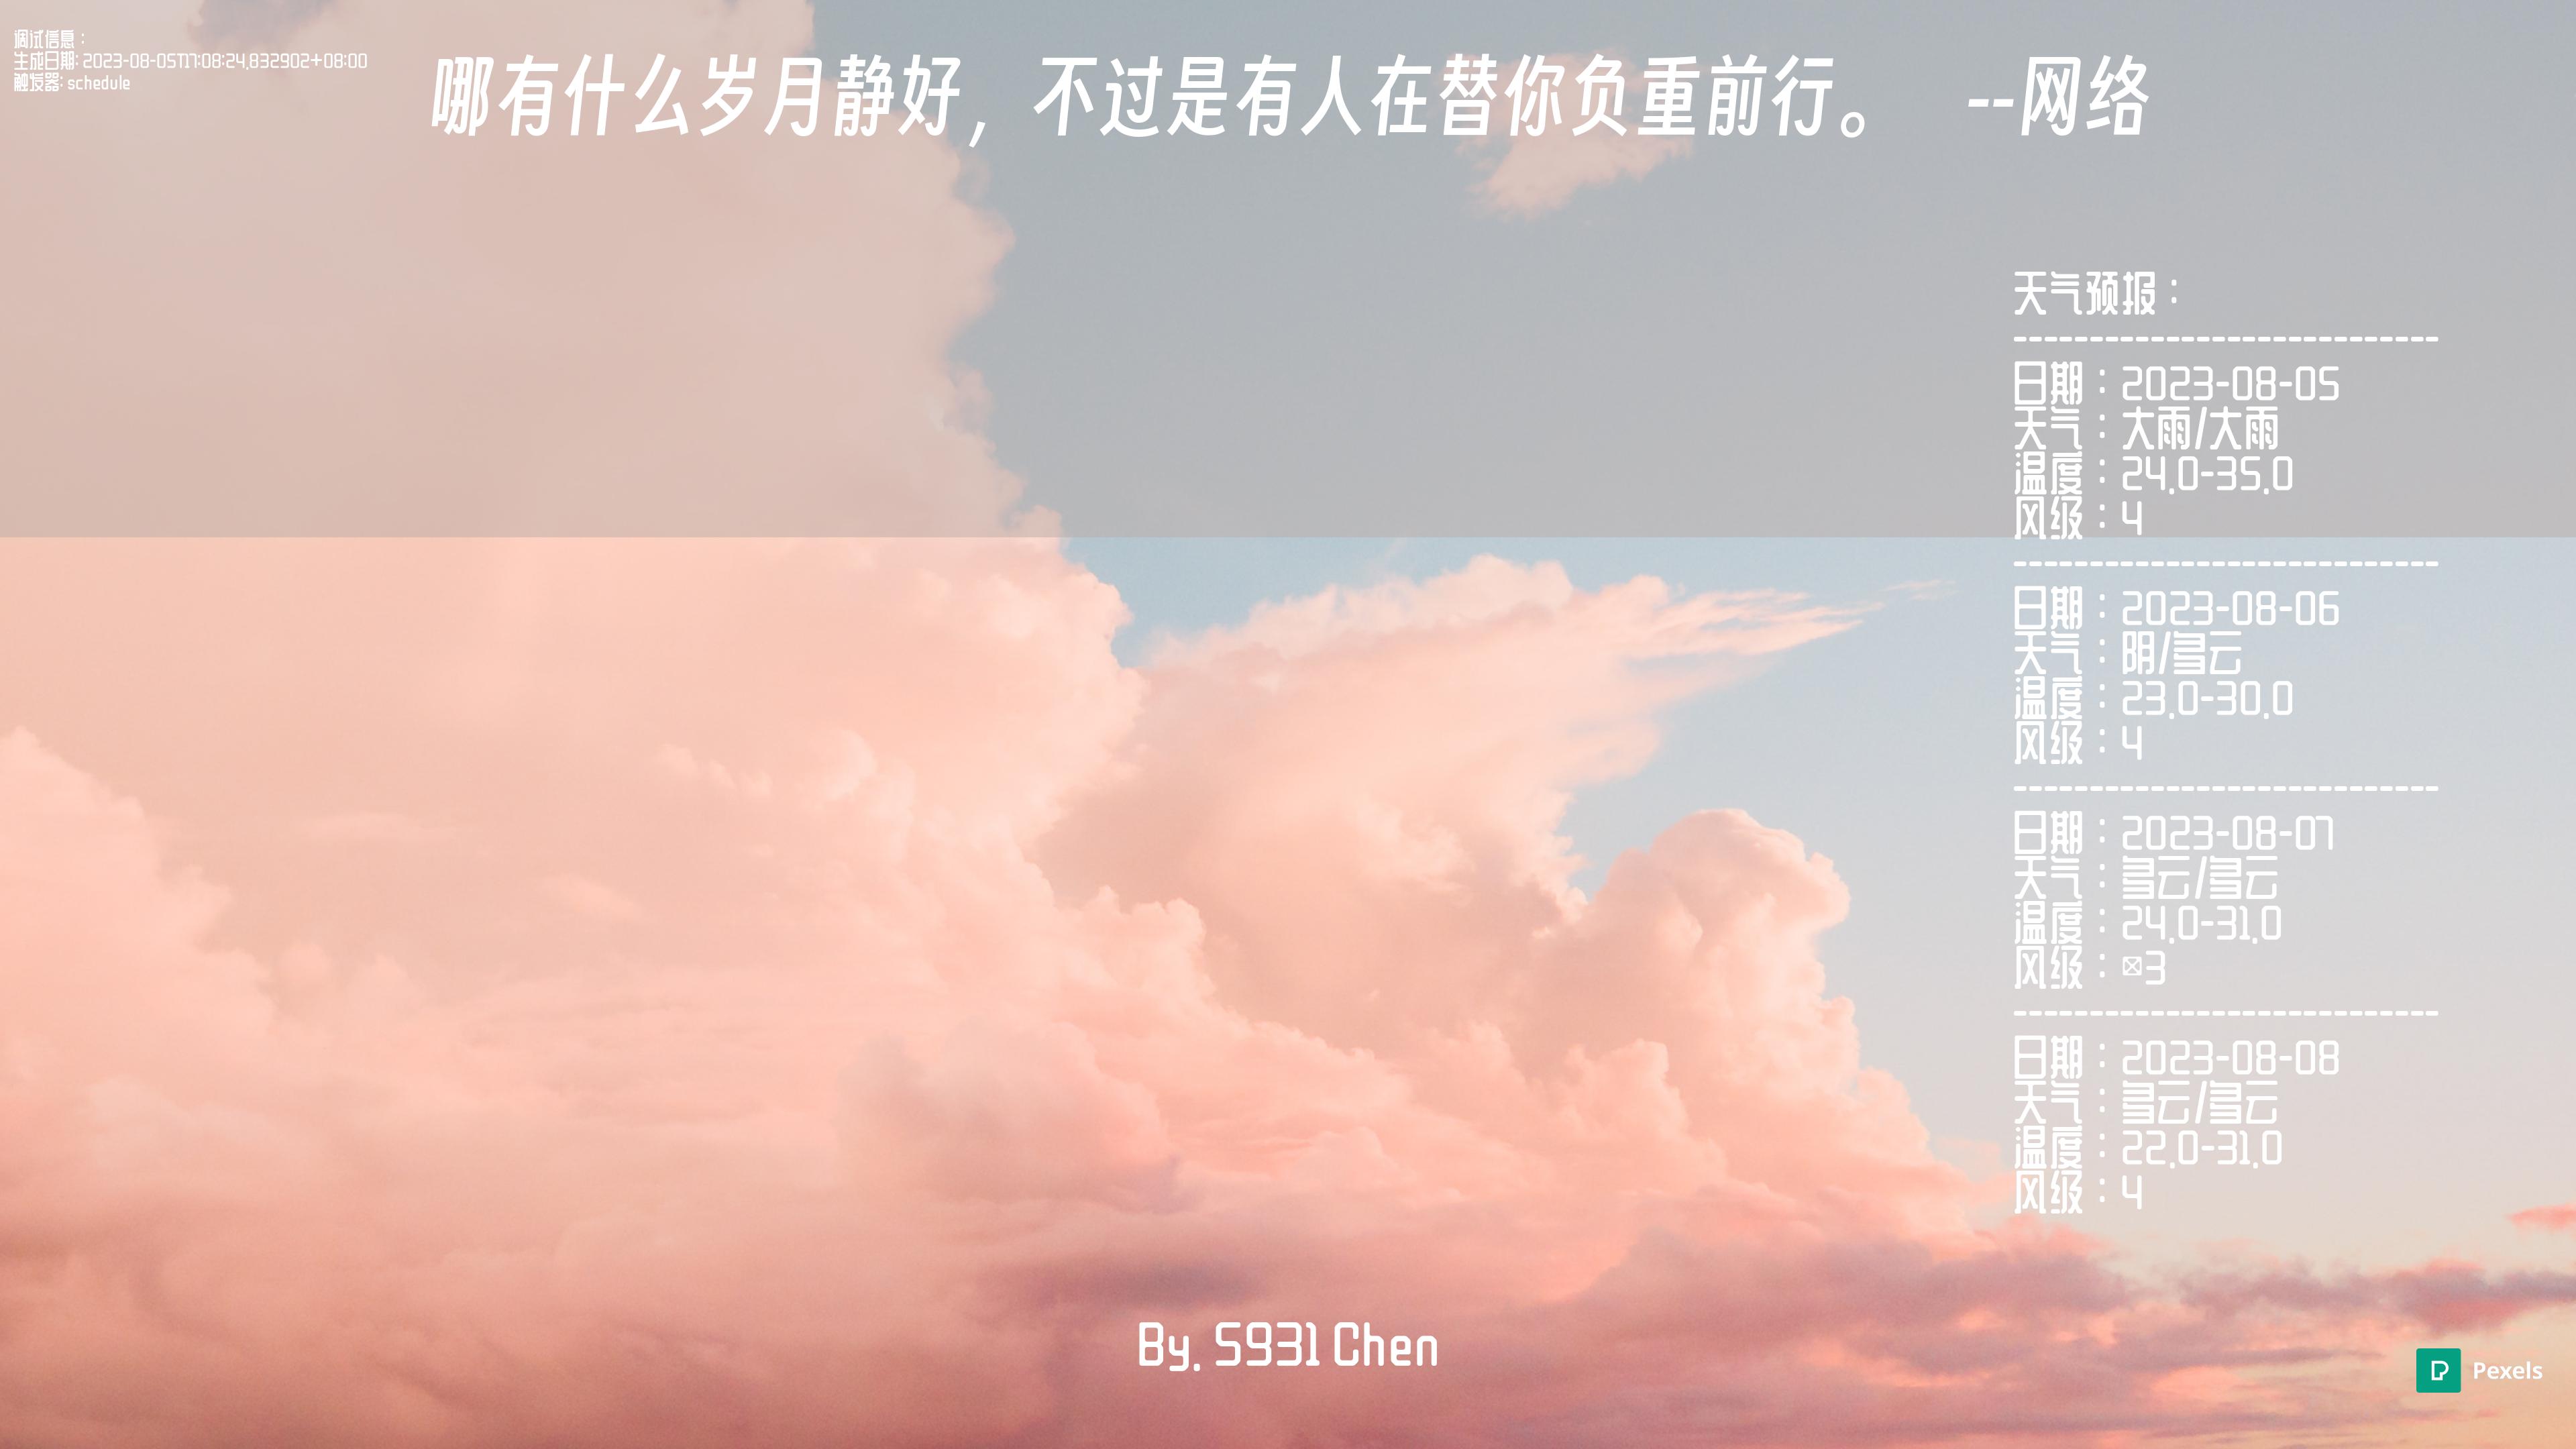 调试信息：
生成日期: 2023-08-05T17:08:24.832902+08:00
触发器: schedule
哪有什么岁月静好，不过是有人在替你负重前行。 --网络
天气预报：
----------------------------
日期：2023-08-05
天气：大雨/大雨
温度：24.0-35.0
风级：4
----------------------------
日期：2023-08-06
天气：阴/多云
温度：23.0-30.0
风级：4
----------------------------
日期：2023-08-07
天气：多云/多云
温度：24.0-31.0
风级：☒3
----------------------------
日期：2023-08-08
天气：多云/多云
温度：22.0-31.0
风级：4
By. S931 Chen
Pexels